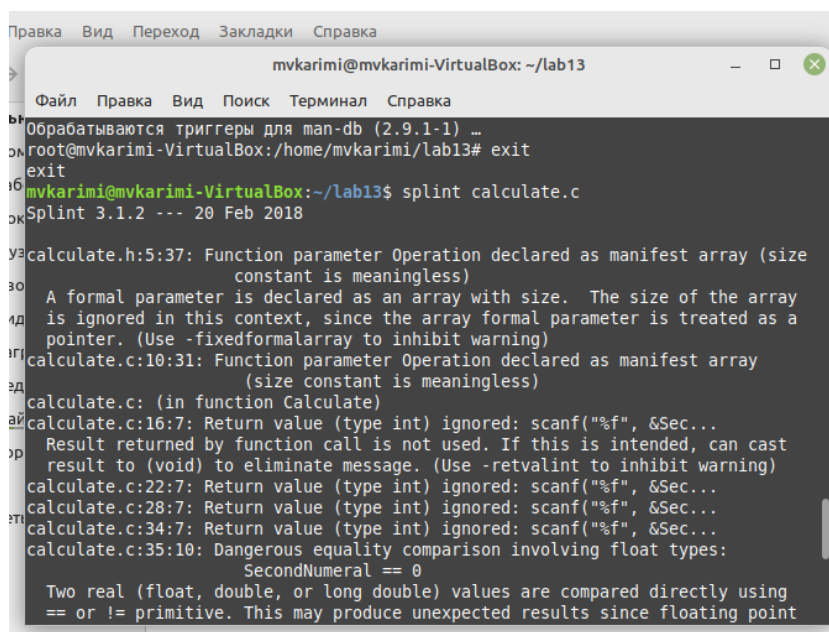 Правка Вид Переход Закладки Справка
mvkarimi@mvkarimi-VirtualBox: ~/lab13
Файл Правка Вид Поиск Терминал Справка
Обрабатываются триггеры для man-db (2.9.1-1) …
root@mvkarimi-VirtualBox:/home/mvkarimi/lab13# exit
exit
mvkarimi@mvkarimi-VirtualBox:~/lab13$ splint calculate.c
Splint 3.1.2 --- 20 Feb 2018
calculate.h:5:37: Function parameter Operation declared as manifest array (size
constant is meaningless)
A formal parameter is declared as an array with size.  The size of the array
is ignored in this context, since the array formal parameter is treated as a
pointer. (Use -fixedformalarray to inhibit warning)
calculate.c:10:31: Function parameter Operation declared as manifest array
(size constant is meaningless)
calculate.c: (in function Calculate)
calculate.c:16:7: Return value (type int) ignored: scanf("%f", &Sec...
Result returned by function call is not used. If this is intended, can cast
result to (void) to eliminate message. (Use -retvalint to inhibit warning)
calculate.c:22:7: Return value (type int) ignored: scanf("%f", &Sec...
calculate.c:28:7: Return value (type int) ignored: scanf("%f", &Sec...
calculate.c:34:7: Return value (type int) ignored: scanf("%f", &Sec...
calculate.c:35:10: Dangerous equality comparison involving float types:
SecondNumeral == 0
Two real (float, double, or long double) values are compared directly using
== or != primitive. This may produce unexpected results since floating point